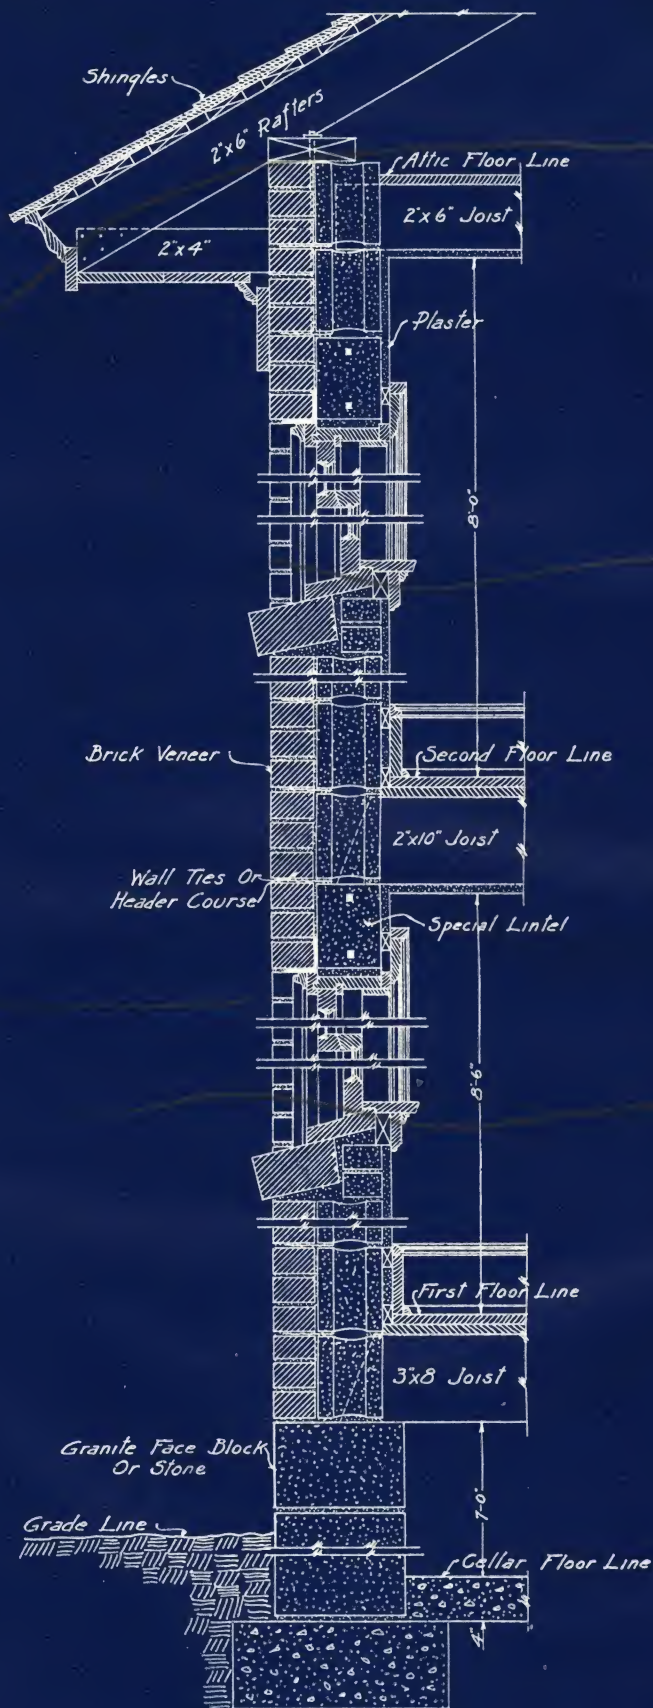 Shingles
2"x6" Rafters
Attic Floor Line
2"x6" Joist
2"x4"
Plaster
8'-0"
Brick Veneer
Second Floor Line
2"x10" Joist
Wall Ties Or
Header Course
Special Lintel
8'-6"
First Floor Line
3"x8 Joist
Granite Face Block
Or Stone
7'-0"
Grade Line
Cellar Floor Line
4"